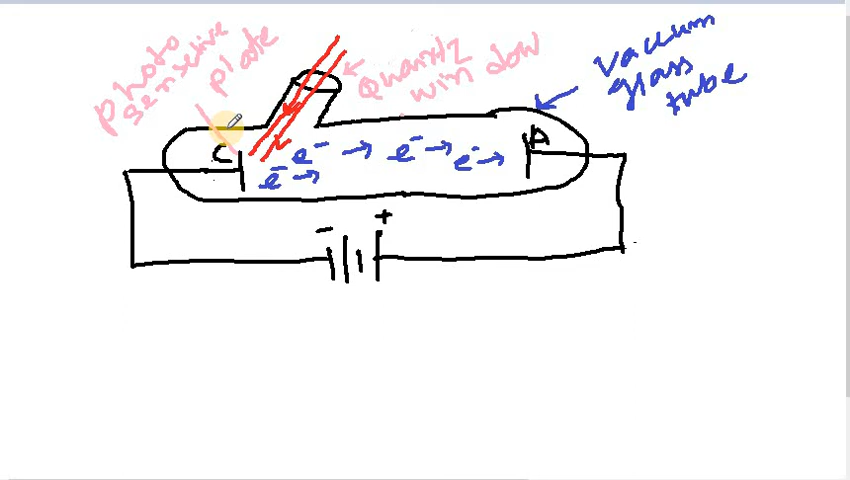 photo
sensitive
plate
Quartz
window
vacuum
glass
tube
C
A
e⁻ → e⁻ → e⁻ →
e⁻ →
- +